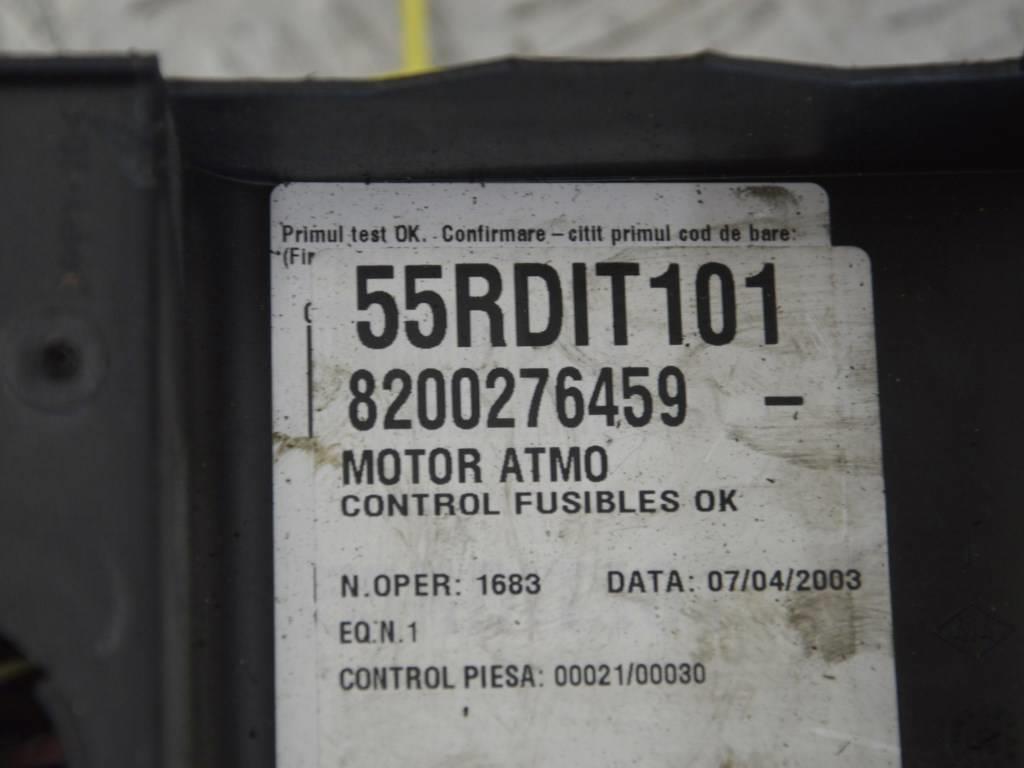 Primul test OK. Confirmare – citit primul cod de bare:
(Fir
55RDIT101
8200276459 –
MOTOR ATMO
CONTROL FUSIBLES OK
N.OPER: 1683 DATA: 07/04/2003
EQ.N.1
CONTROL PIESA: 00021/00030